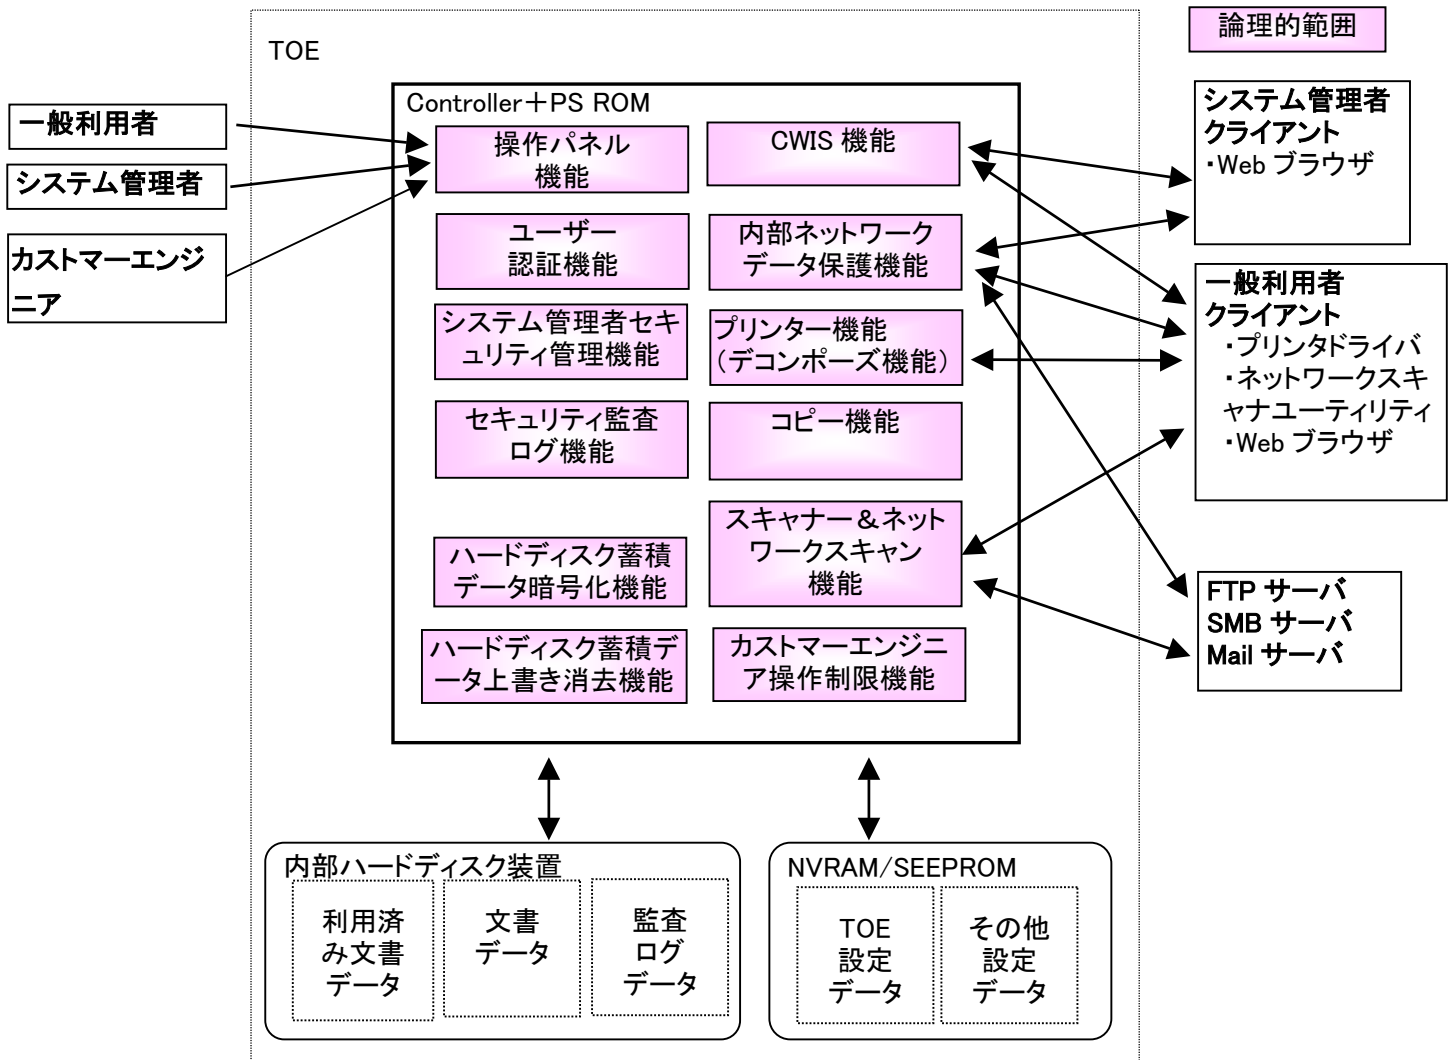 TOE
論理的範囲
一般利用者
システム管理者
カストマーエンジ
ニア
Controller+PS ROM
操作パネル
機能
CWIS 機能
ユーザー
認証機能
内部ネットワーク
データ保護機能
システム管理者セキ
ュリティ管理機能
プリンター機能
(デコンポーズ機能)
セキュリティ監査
ログ機能
コピー機能
スキャナー&ネット
ワークスキャン
機能
ハードディスク蓄積
データ暗号化機能
ハードディスク蓄積デ
ータ上書き消去機能
カストマーエンジニ
ア操作制限機能
システム管理者
クライアント
・Web ブラウザ
一般利用者
クライアント
・プリンタドライバ
・ネットワークスキ
ャナユーティリティ
・Web ブラウザ
FTP サーバ
SMB サーバ
Mail サーバ
内部ハードディスク装置
利用済
み文書
データ
文書
データ
監査
ログ
データ
NVRAM/SEEPROM
TOE
設定
データ
その他
設定
データ